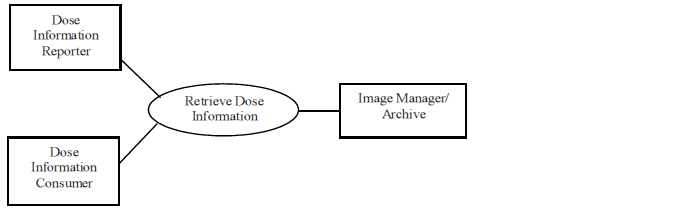 Dose
Information
Reporter
Retrieve Dose
Information
Image Manager/
Archive
Dose
Information
Consumer